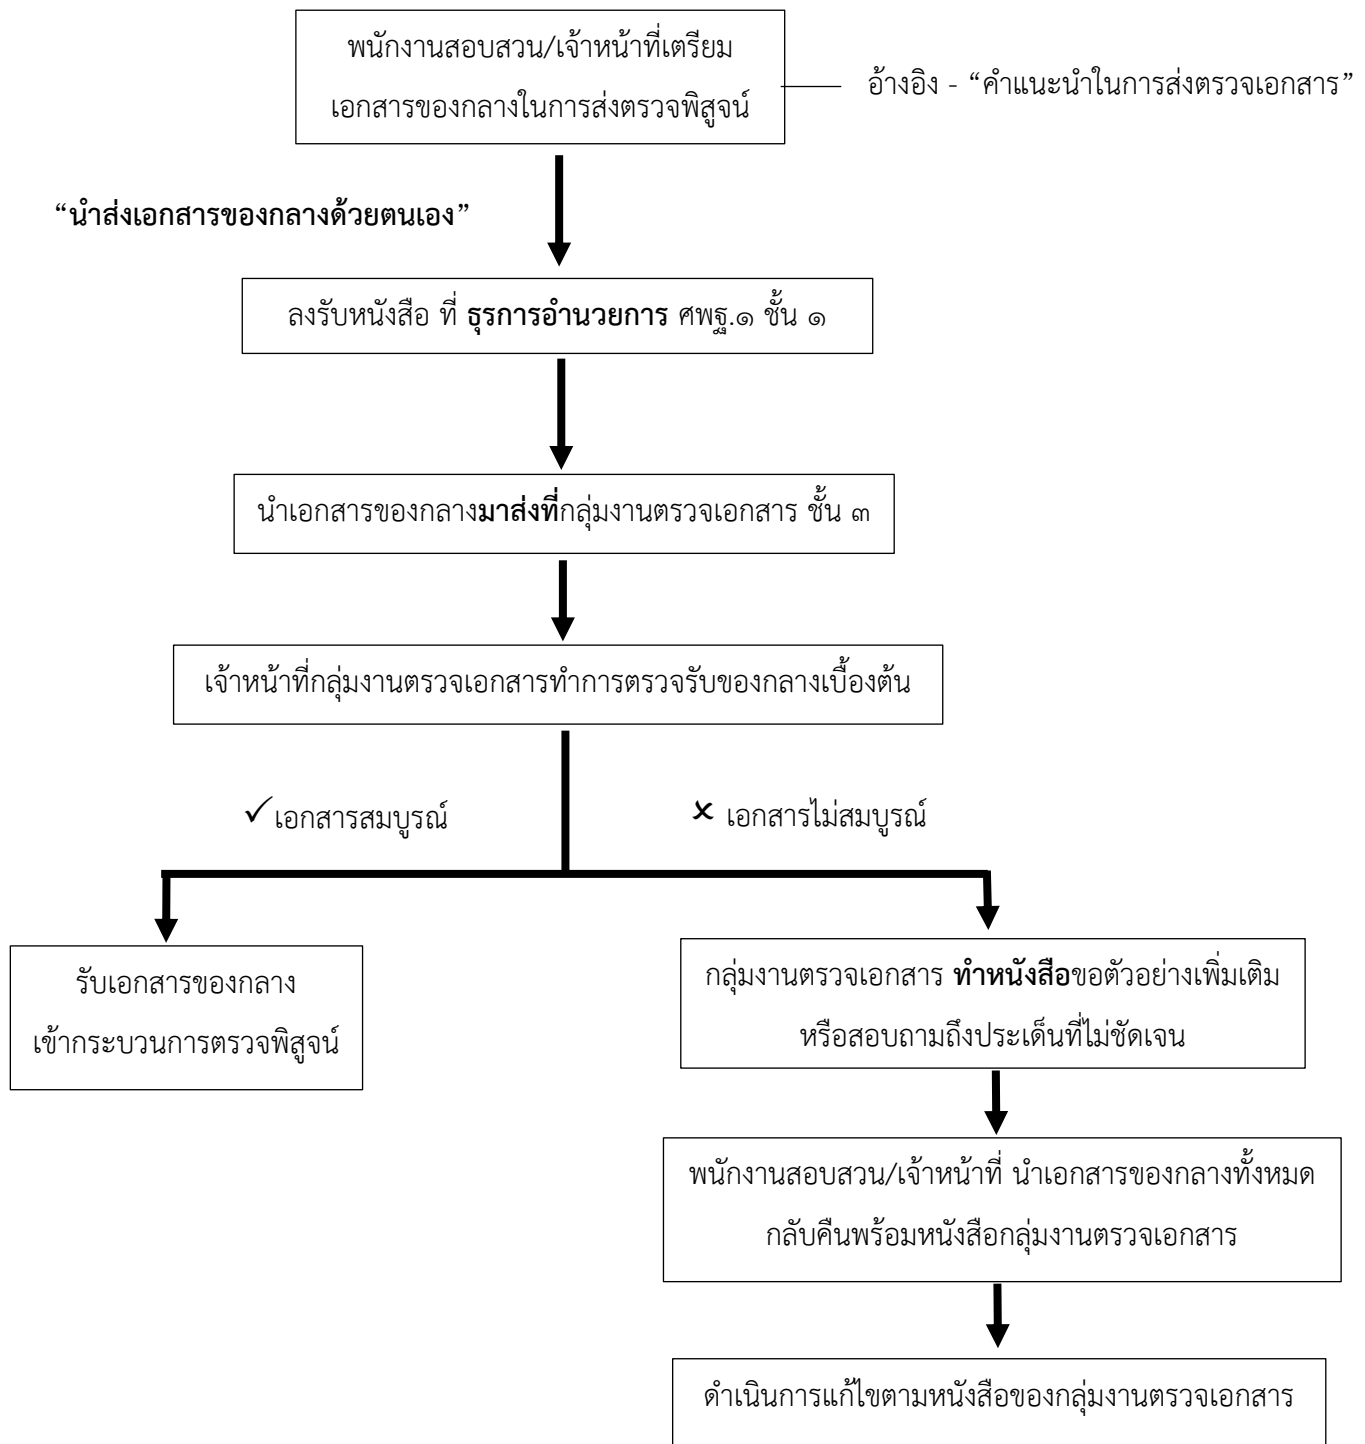 พนักงานสอบสวน/เจ้าหน้าที่เตรียม
เอกสารของกลางในการส่งตรวจพิสูจน์
อ้างอิง - “คำแนะนำในการส่งตรวจเอกสาร”
“นำส่งเอกสารของกลางด้วยตนเอง”
ลงรับหนังสือ ที่ ธุรการอำนวยการ ศพฐ.๑ ชั้น ๑
นำเอกสารของกลางมาส่งที่กลุ่มงานตรวจเอกสาร ชั้น ๓
เจ้าหน้าที่กลุ่มงานตรวจเอกสารทำการตรวจรับของกลางเบื้องต้น
✓เอกสารสมบูรณ์
✗ เอกสารไม่สมบูรณ์
รับเอกสารของกลาง
เข้ากระบวนการตรวจพิสูจน์
กลุ่มงานตรวจเอกสาร ทำหนังสือขอตัวอย่างเพิ่มเติม
หรือสอบถามถึงประเด็นที่ไม่ชัดเจน
พนักงานสอบสวน/เจ้าหน้าที่ นำเอกสารของกลางทั้งหมด
กลับคืนพร้อมหนังสือกลุ่มงานตรวจเอกสาร
ดำเนินการแก้ไขตามหนังสือของกลุ่มงานตรวจเอกสาร